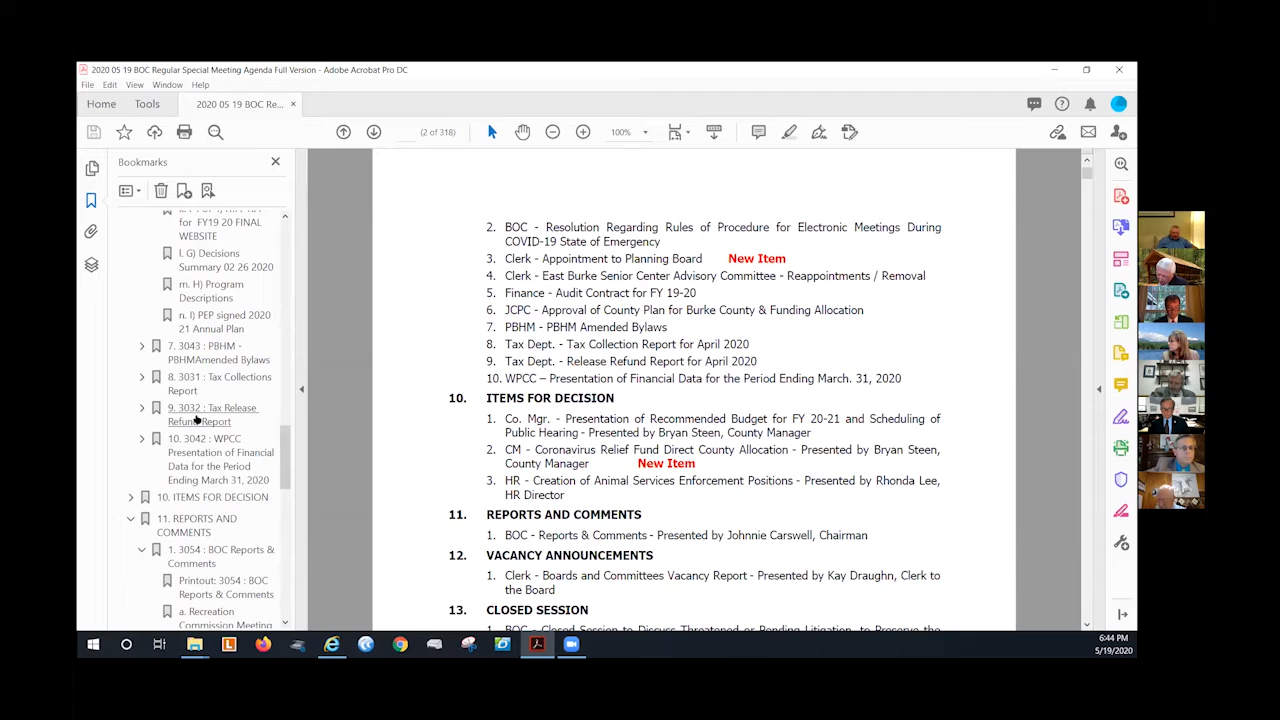 2020 05 19 BOC Regular Special Meeting Agenda Full Version - Adobe Acrobat Pro DC
File Edit View Window Help
Home Tools 2020 05 19 BOC Re... ×
(2 of 318) 100%
Bookmarks
for FY19 20 FINAL
WEBSITE
l. G) Decisions
Summary 02 26 2020
m. H) Program
Descriptions
n. I) PEP signed 2020
21 Annual Plan
7. 3043 : PBHM -
PBHMAmended Bylaws
8. 3031 : Tax Collections
Report
9. 3032 : Tax Release
Refund Report
10. 3042 : WPCC
Presentation of Financial
Data for the Period
Ending March 31, 2020
10. ITEMS FOR DECISION
11. REPORTS AND
COMMENTS
1. 3054 : BOC Reports &
Comments
Printout: 3054 : BOC
Reports & Comments
a. Recreation
Commission Meeting
2. BOC - Resolution Regarding Rules of Procedure for Electronic Meetings During
COVID-19 State of Emergency
3. Clerk - Appointment to Planning Board New Item
4. Clerk - East Burke Senior Center Advisory Committee - Reappointments / Removal
5. Finance - Audit Contract for FY 19-20
6. JCPC - Approval of County Plan for Burke County & Funding Allocation
7. PBHM - PBHM Amended Bylaws
8. Tax Dept. - Tax Collection Report for April 2020
9. Tax Dept. - Release Refund Report for April 2020
10. WPCC – Presentation of Financial Data for the Period Ending March. 31, 2020
10. ITEMS FOR DECISION
1. Co. Mgr. - Presentation of Recommended Budget for FY 20-21 and Scheduling of
Public Hearing - Presented by Bryan Steen, County Manager
2. CM - Coronavirus Relief Fund Direct County Allocation - Presented by Bryan Steen,
County Manager New Item
3. HR - Creation of Animal Services Enforcement Positions - Presented by Rhonda Lee,
HR Director
11. REPORTS AND COMMENTS
1. BOC - Reports & Comments - Presented by Johnnie Carswell, Chairman
12. VACANCY ANNOUNCEMENTS
1. Clerk - Boards and Committees Vacancy Report - Presented by Kay Draughn, Clerk to
the Board
13. CLOSED SESSION
1. BOC - Closed Session to Discuss Threatened or Pending Litigation, to Preserve the
6:44 PM
5/19/2020